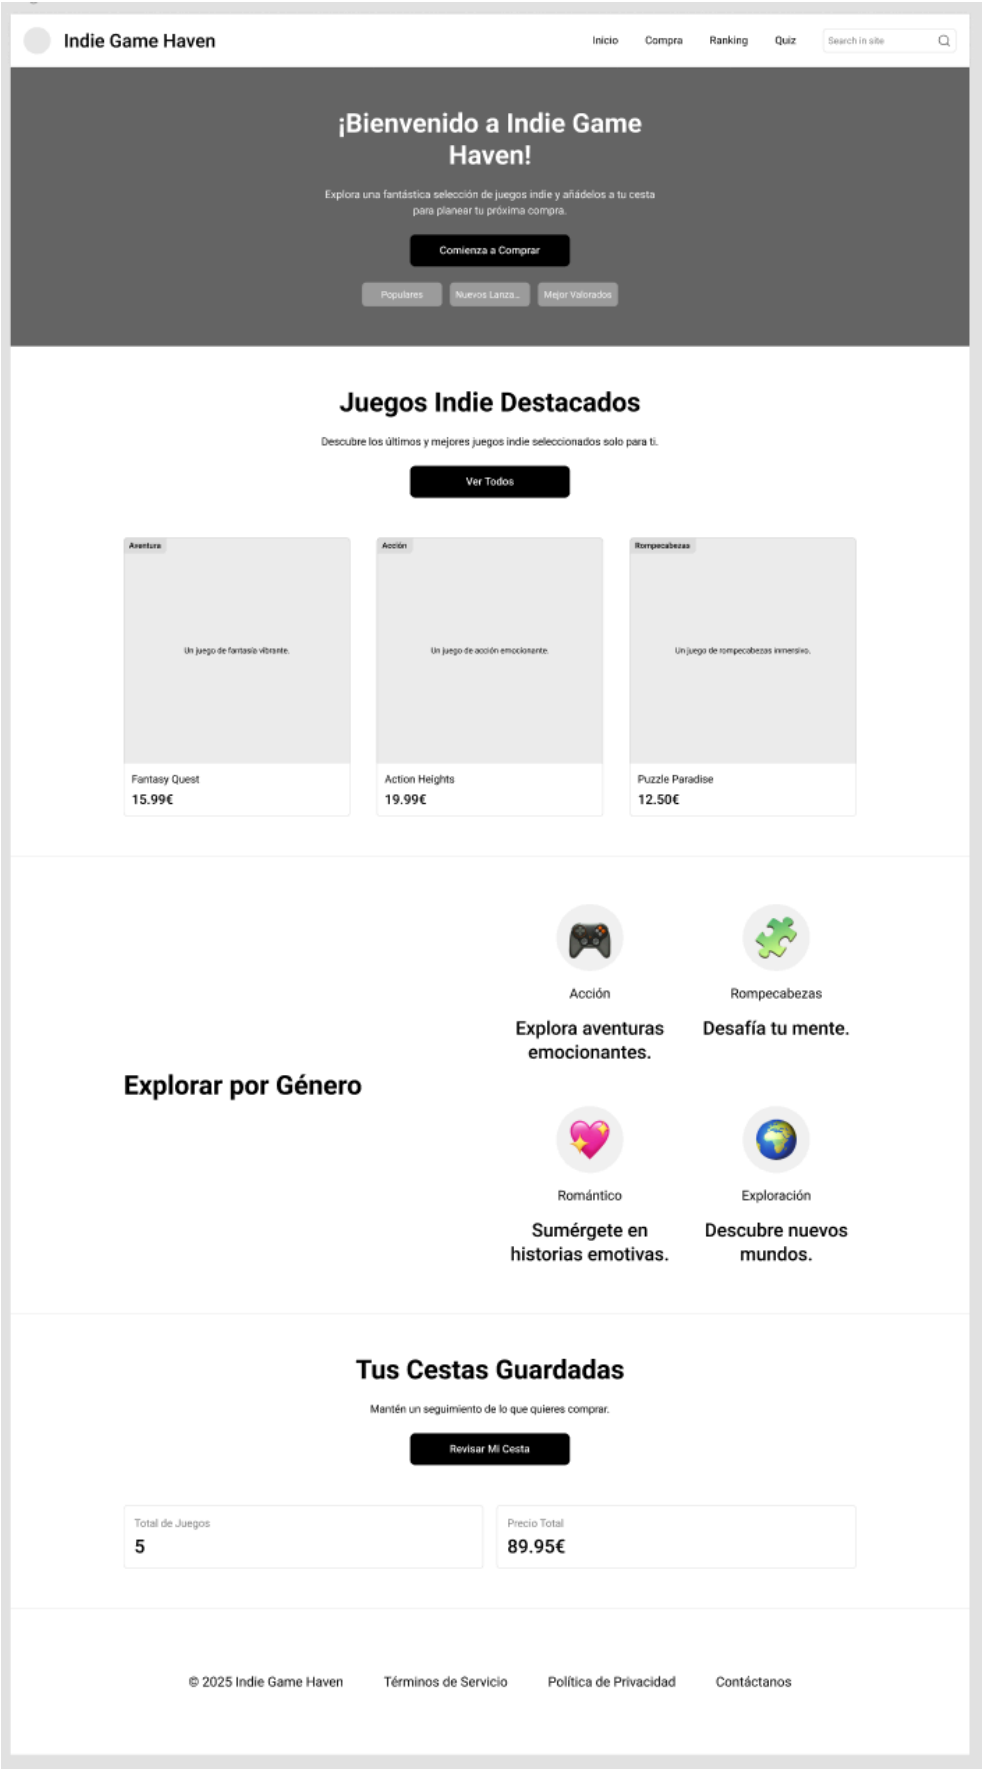 Indie Game Haven
Inicio
Compra
Ranking
Quiz
Search in site
¡Bienvenido a Indie Game
Haven!
Explora una fantástica selección de juegos indie y añádelos a tu cesta
para planear tu próxima compra.
Comienza a Comprar
Populares
Nuevos Lanza...
Mejor Valorados
Juegos Indie Destacados
Descubre los últimos y mejores juegos indie seleccionados solo para ti.
Ver Todos
Aventura
Un juego de fantasía vibrante.
Fantasy Quest
15.99€
Acción
Un juego de acción emocionante.
Action Heights
19.99€
Rompecabezas
Un juego de rompecabezas inmersivo.
Puzzle Paradise
12.50€
Explorar por Género
Acción
Explora aventuras
emocionantes.
Rompecabezas
Desafía tu mente.
Romántico
Sumérgete en
historias emotivas.
Exploración
Descubre nuevos
mundos.
Tus Cestas Guardadas
Mantén un seguimiento de lo que quieres comprar.
Revisar Mi Cesta
Total de Juegos
5
Precio Total
89.95€
© 2025 Indie Game Haven
Términos de Servicio
Política de Privacidad
Contáctanos